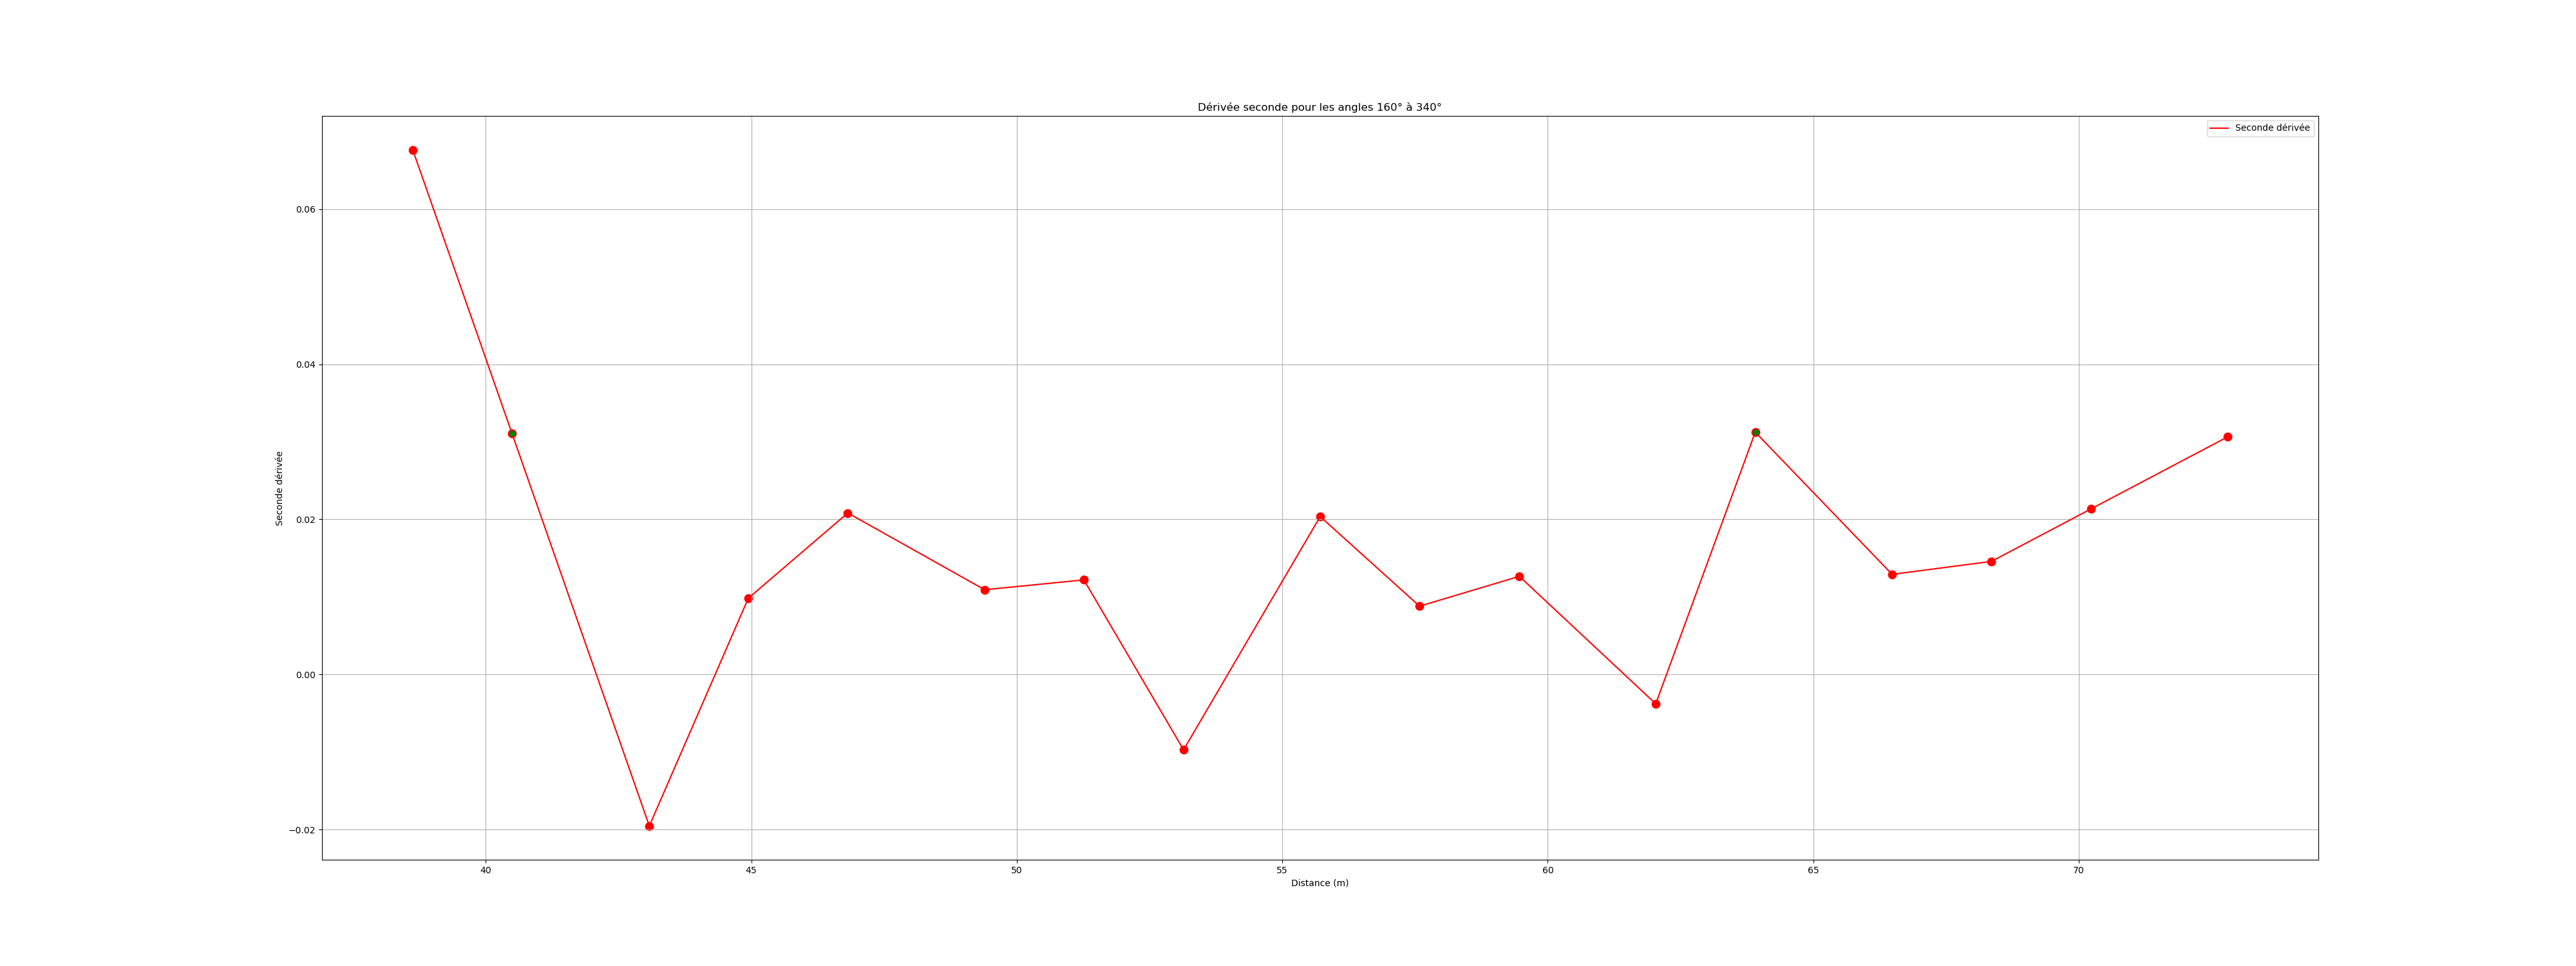 Dérivée seconde pour les angles 160° à 340°
Seconde dérivée
0.06
0.04
0.02
0.00
−0.02
Seconde dérivée
40 45 50 55 60 65 70
Distance (m)